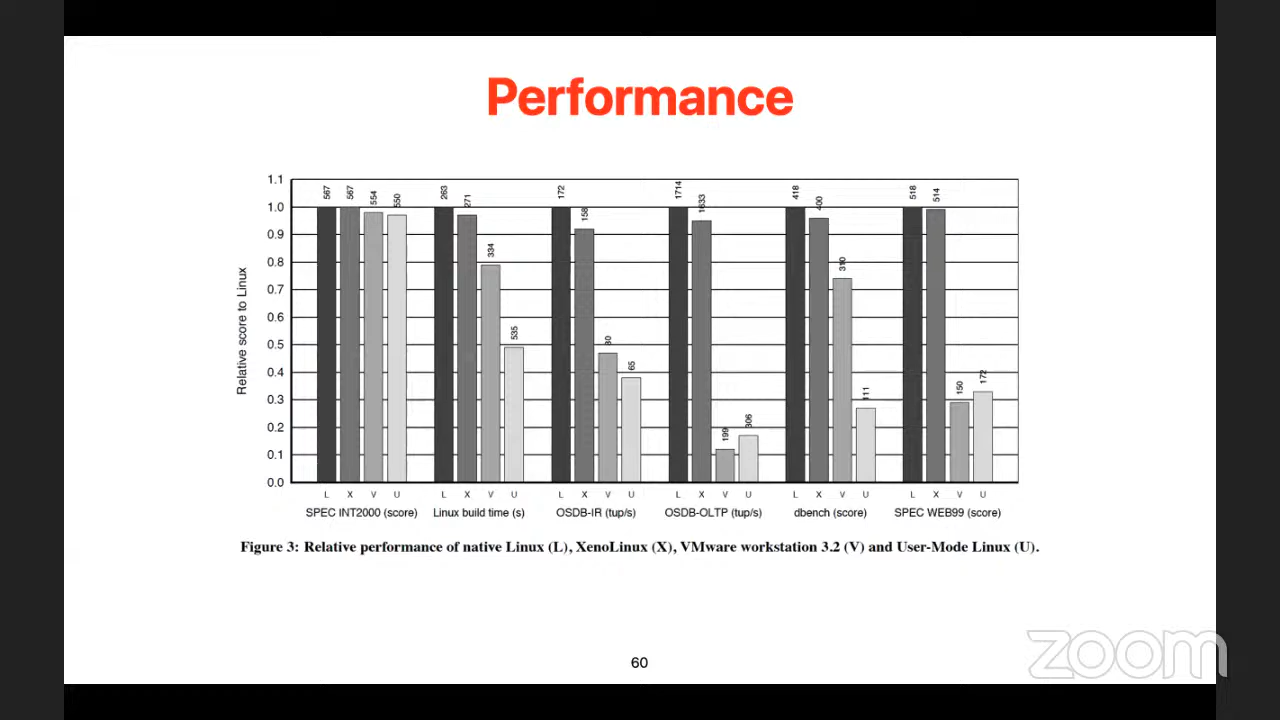 Performance
Relative score to Linux
1.1
1.0
0.9
0.8
0.7
0.6
0.5
0.4
0.3
0.2
0.1
0.0
567 567 554 550
263 271 334 535
172 158 80 65
1714 1633 199 306
418 400 310 111
518 514 150 172
L X V U L X V U L X V U L X V U L X V U L X V U
SPEC INT2000 (score) Linux build time (s) OSDB-IR (tup/s) OSDB-OLTP (tup/s) dbench (score) SPEC WEB99 (score)
Figure 3: Relative performance of native Linux (L), XenoLinux (X), VMware workstation 3.2 (V) and User-Mode Linux (U).
60
zoom